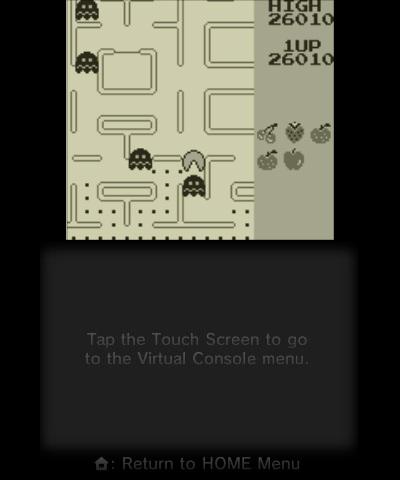 HIGH
26010
1UP
26010
Tap the Touch Screen to go
to the Virtual Console menu.
: Return to HOME Menu